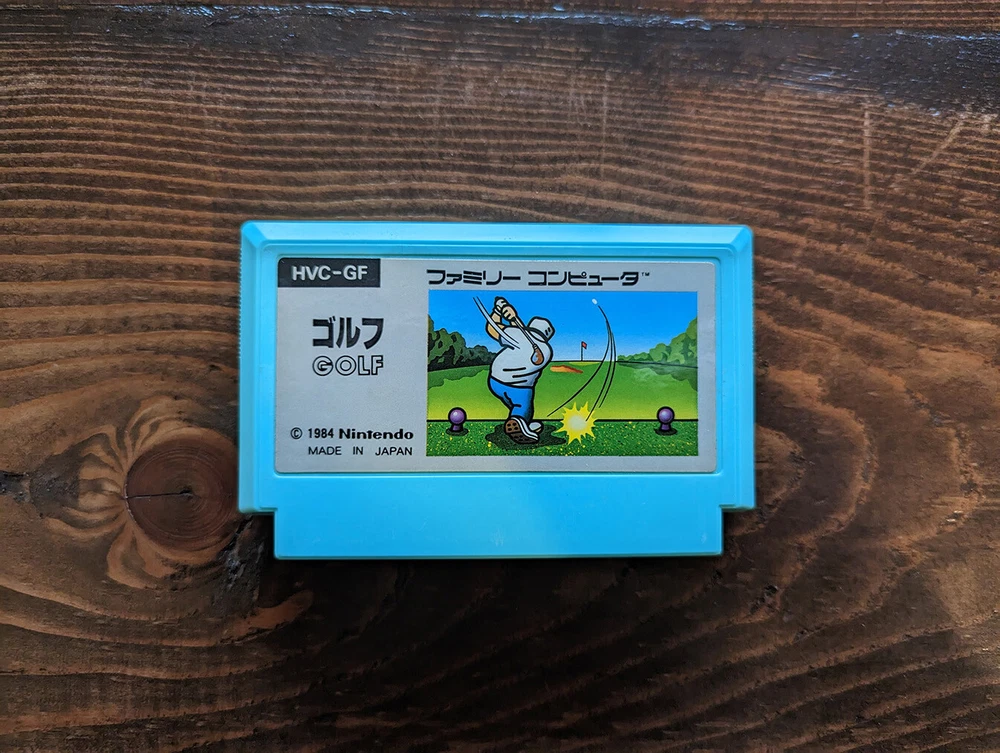 HVC-GF
ファミリー コンピュータ™
ゴルフ
GOLF
© 1984 Nintendo
MADE IN JAPAN